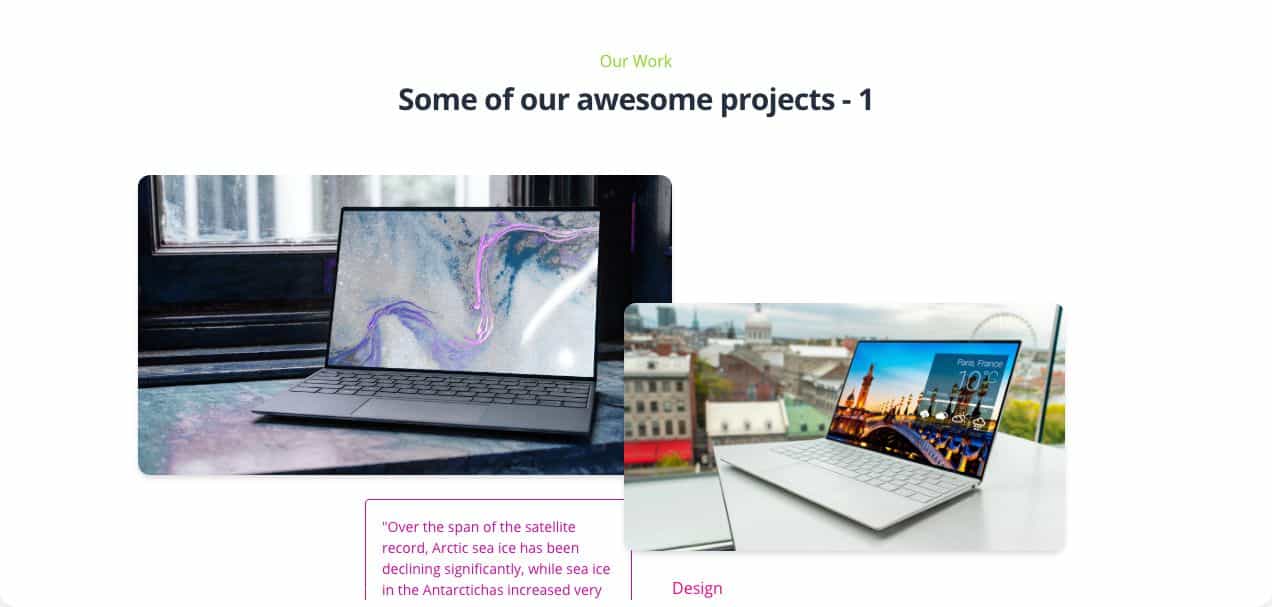 Our Work
Some of our awesome projects - 1
Paris, France
"Over the span of the satellite
record, Arctic sea ice has been
declining significantly, while sea ice
in the Antarctichas increased very
Design